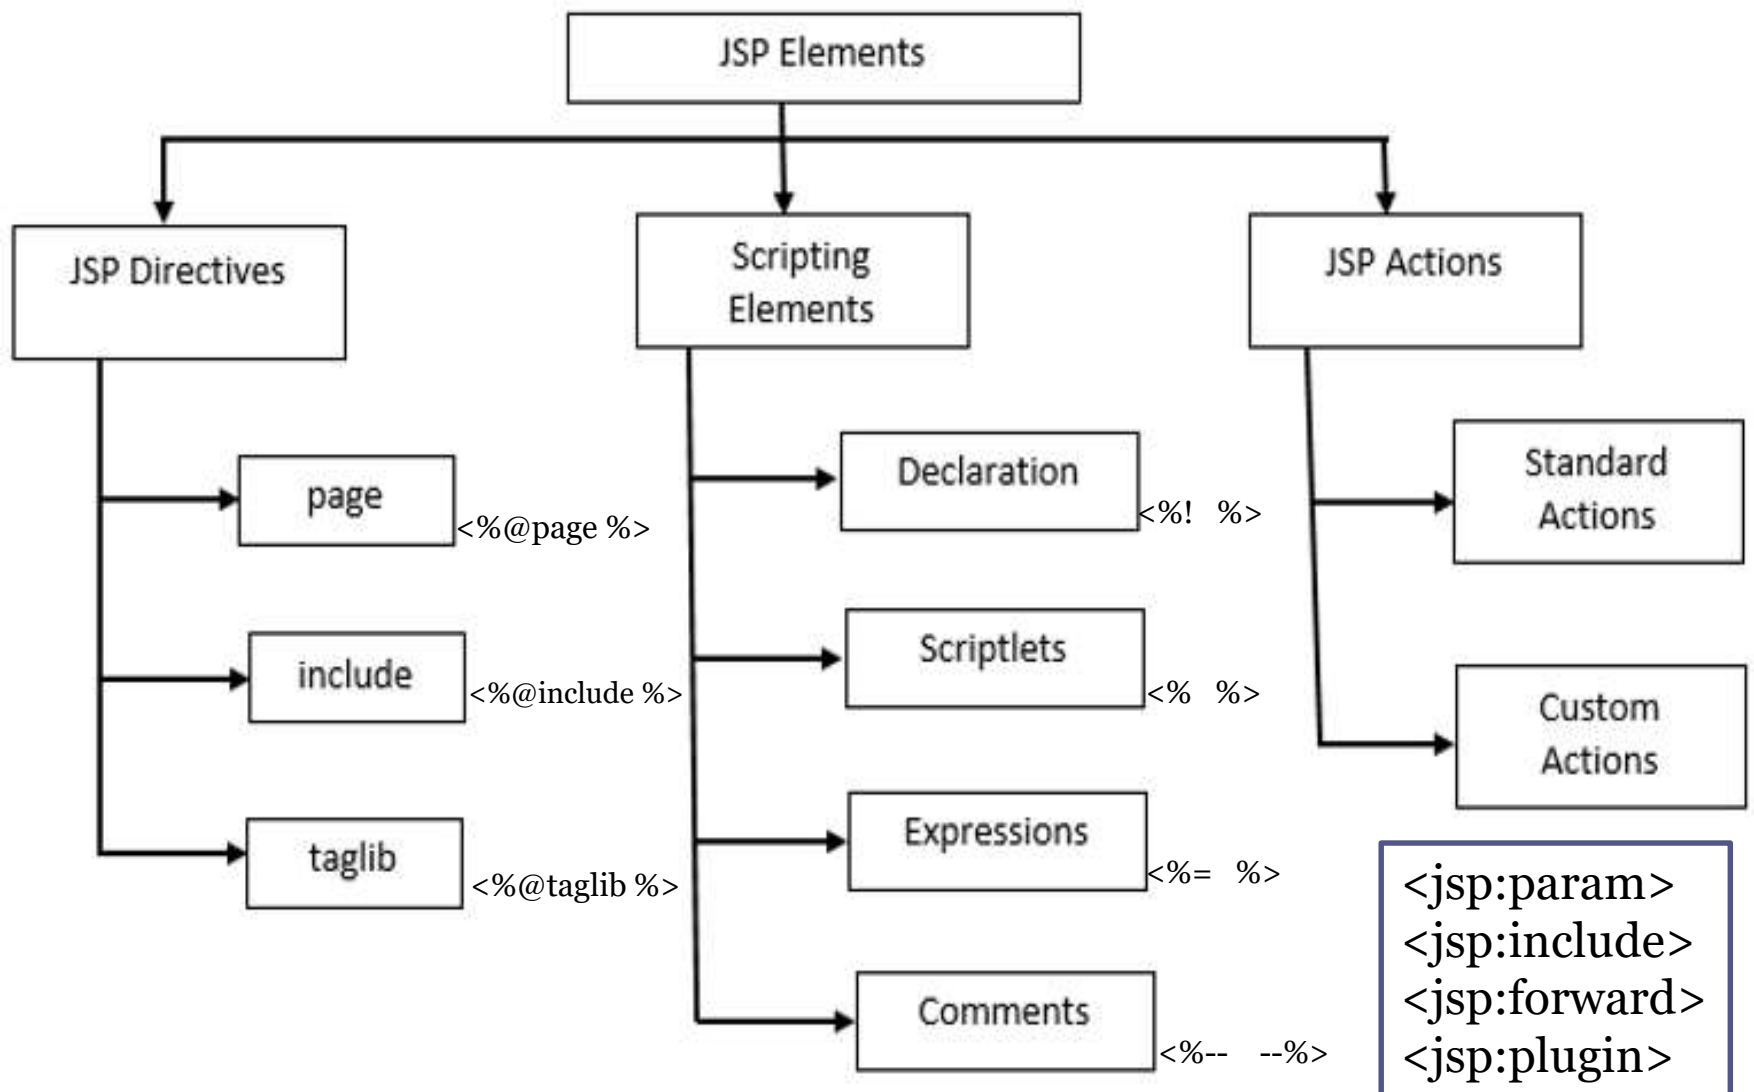 JSP Elements
JSP Directives
Scripting
Elements
JSP Actions
page
<%@page %>
include
<%@include %>
taglib
<%@taglib %>
Declaration
<%!   %>
Scriptlets
<%   %>
Expressions
<%=   %>
Comments
<%--    --%>
Standard
Actions
Custom
Actions
<jsp:param>
<jsp:include>
<jsp:forward>
<jsp:plugin>